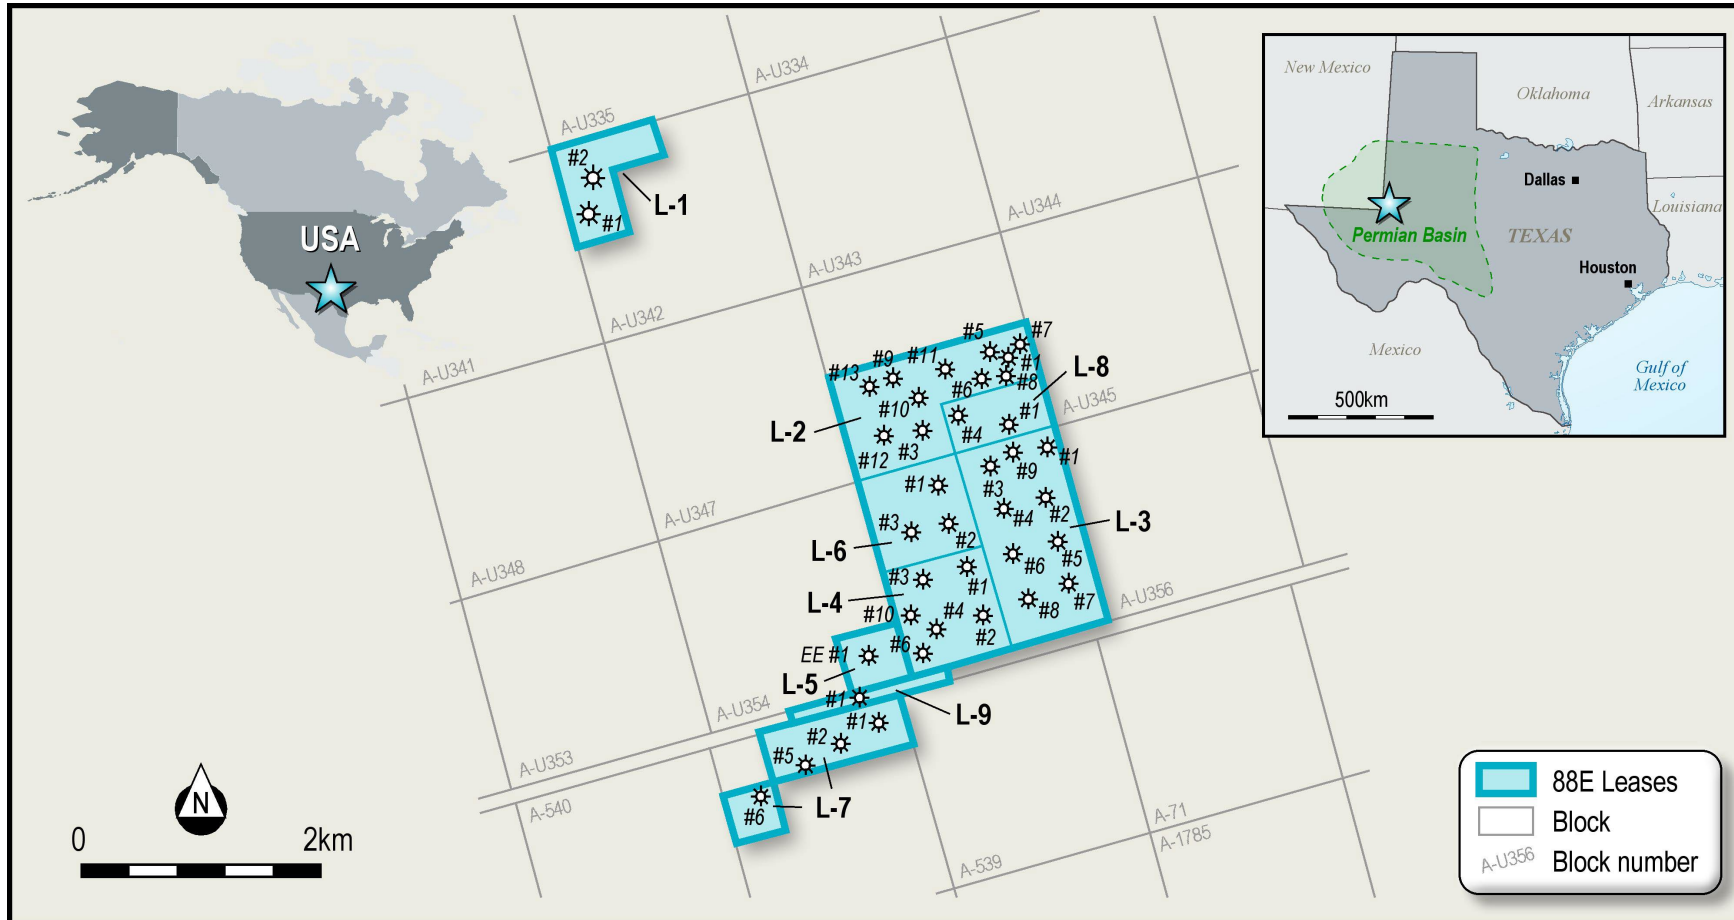 USA
A-U334
A-U335
#2
#1
L-1
A-U344
A-U343
A-U342
A-U341
#7
#5
#11
#9
#13
#1
#8
#6
L-8
#10
#1
A-U345
#4
L-2
#3
#12
#1
#9
#3
#1
#2
#4
L-3
#3
#2
L-6
A-U347
#5
#6
A-U348
#3
#1
L-4
#7
#8
A-U356
#10
#4
#2
#6
EE #1
L-5
#1
L-9
A-U354
#1
#2
#5
A-U353
L-7
#6
A-540
A-71
A-1785
A-539
N
0
2km
New Mexico
Oklahoma
Arkansas
Dallas
Louisiana
Permian Basin
TEXAS
Houston
Mexico
Gulf of
Mexico
500km
88E Leases
Block
A-U356
Block number